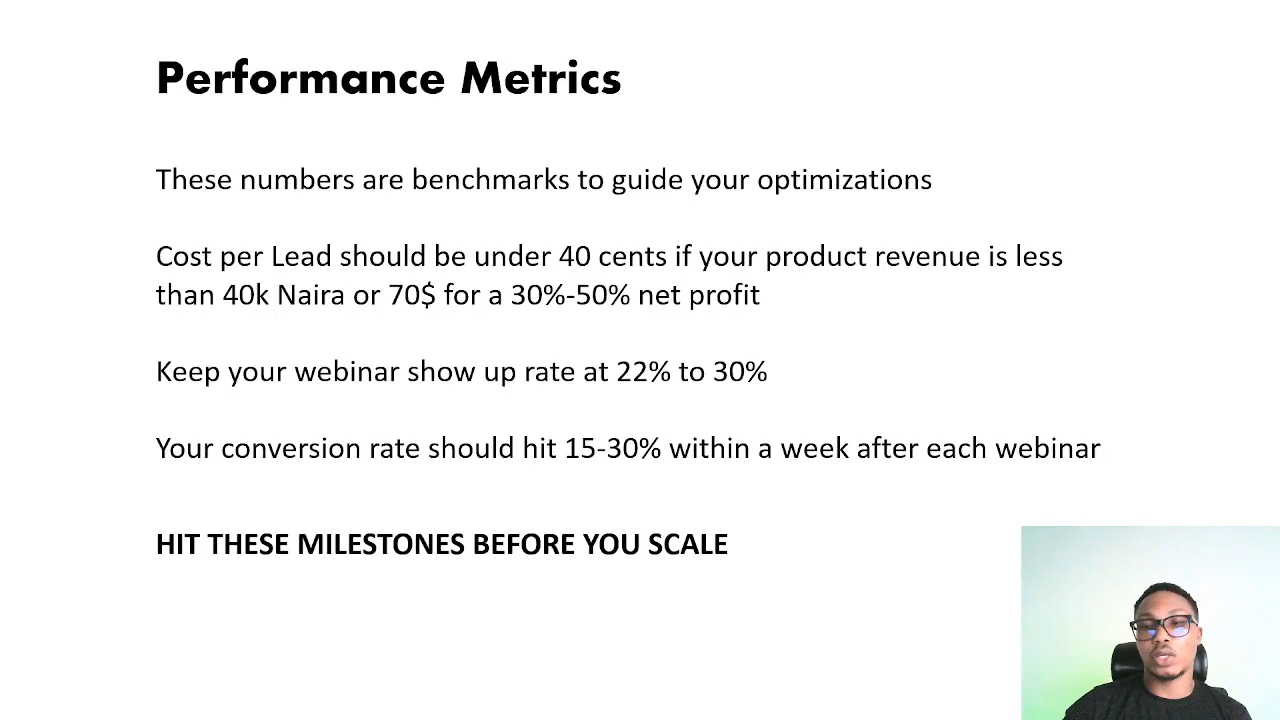 Performance Metrics
These numbers are benchmarks to guide your optimizations
Cost per Lead should be under 40 cents if your product revenue is less
than 40k Naira or 70$ for a 30%-50% net profit
Keep your webinar show up rate at 22% to 30%
Your conversion rate should hit 15-30% within a week after each webinar
HIT THESE MILESTONES BEFORE YOU SCALE